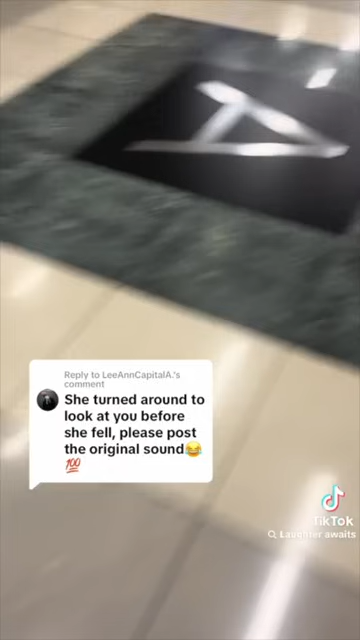 A
Reply to LeeAnnCapitalA.'s
comment
She turned around to
look at you before
she fell, please post
the original sound😂
💯
TikTok
Laughter awaits